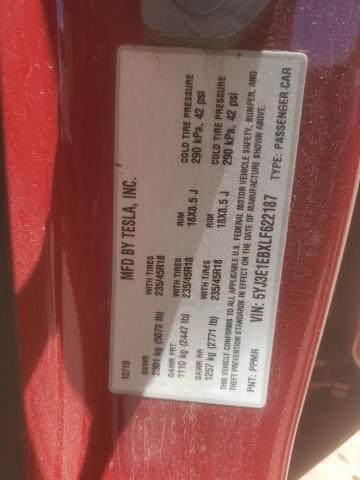 MFD BY TESLA, INC.
12/19
GVWR 2301 kg (5072 lb)
GAWR FRT 1110 kg (2447 lb) WITH TIRES 235/45R18 RIM 18X8.5 J COLD TIRE PRESSURE 290 kPa, 42 psi
GAWR RR 1257 kg (2771 lb) WITH TIRES 235/45R18 RIM 18X8.5 J COLD TIRE PRESSURE 290 kPa, 42 psi
THIS VEHICLE CONFORMS TO ALL APPLICABLE U.S. FEDERAL MOTOR VEHICLE SAFETY, BUMPER, AND
THEFT PREVENTION STANDARDS IN EFFECT ON THE DATE OF MANUFACTURE SHOWN ABOVE.
VIN: 5YJ3E1EBXLF622187
PNT: PPMR TYPE: PASSENGER CAR